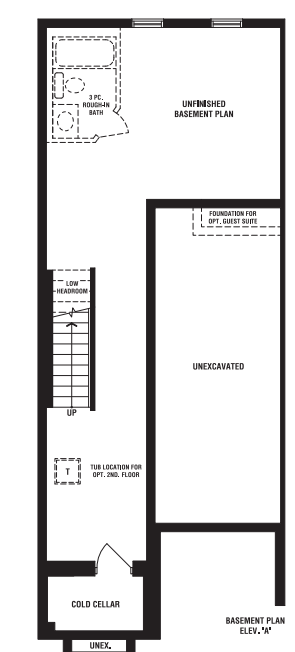 3 PC.
ROUGH-IN
BATH
UNFINISHED
BASEMENT PLAN
FOUNDATION FOR
OPT. GUEST SUITE
LOW
HEADROOM
UNEXCAVATED
UP
T
TUB LOCATION FOR
OPT. 2ND. FLOOR
COLD CELLAR
BASEMENT PLAN
ELEV. 'A'
UNEX.